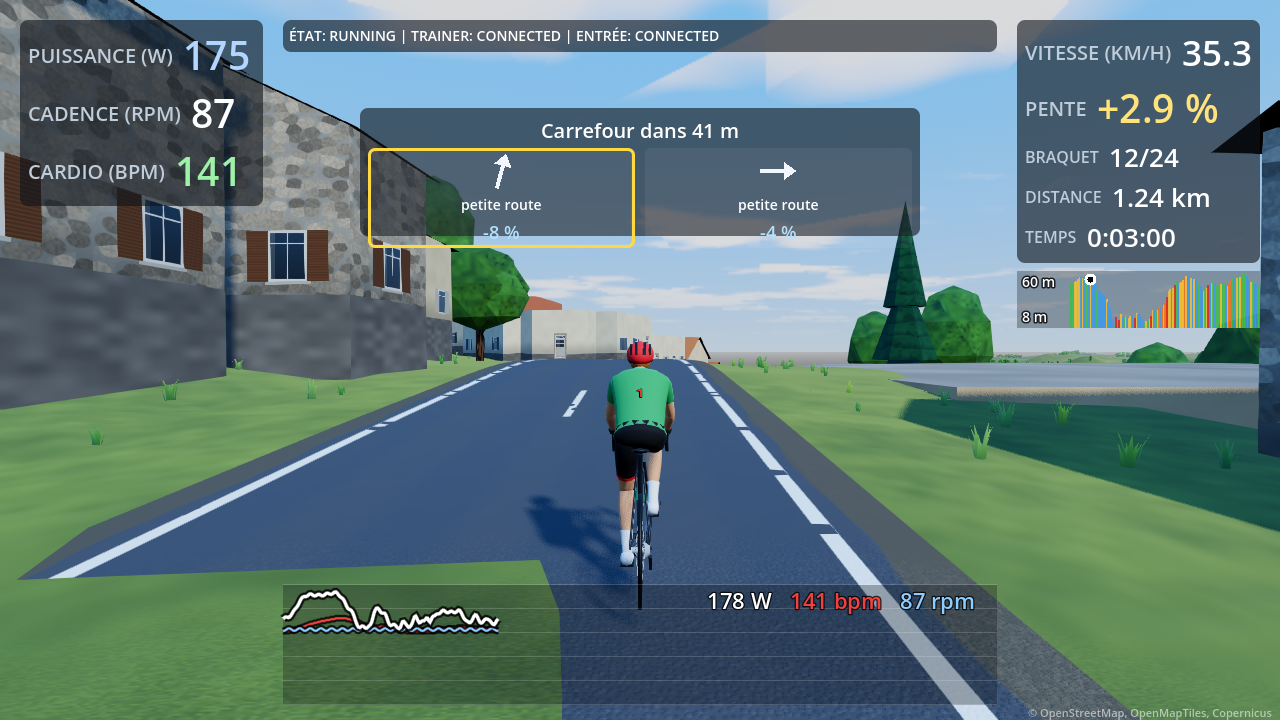 PUISSANCE (W) 175
CADENCE (RPM) 87
CARDIO (BPM) 141
ÉTAT: RUNNING | TRAINER: CONNECTED | ENTRÉE: CONNECTED
Carrefour dans 41 m
petite route
-8 %
petite route
-4 %
VITESSE (KM/H) 35.3
PENTE +2.9 %
BRAQUET 12/24
DISTANCE 1.24 km
TEMPS 0:03:00
60 m
8 m
1
178 W 141 bpm 87 rpm
© OpenStreetMap, OpenMapTiles, Copernicus